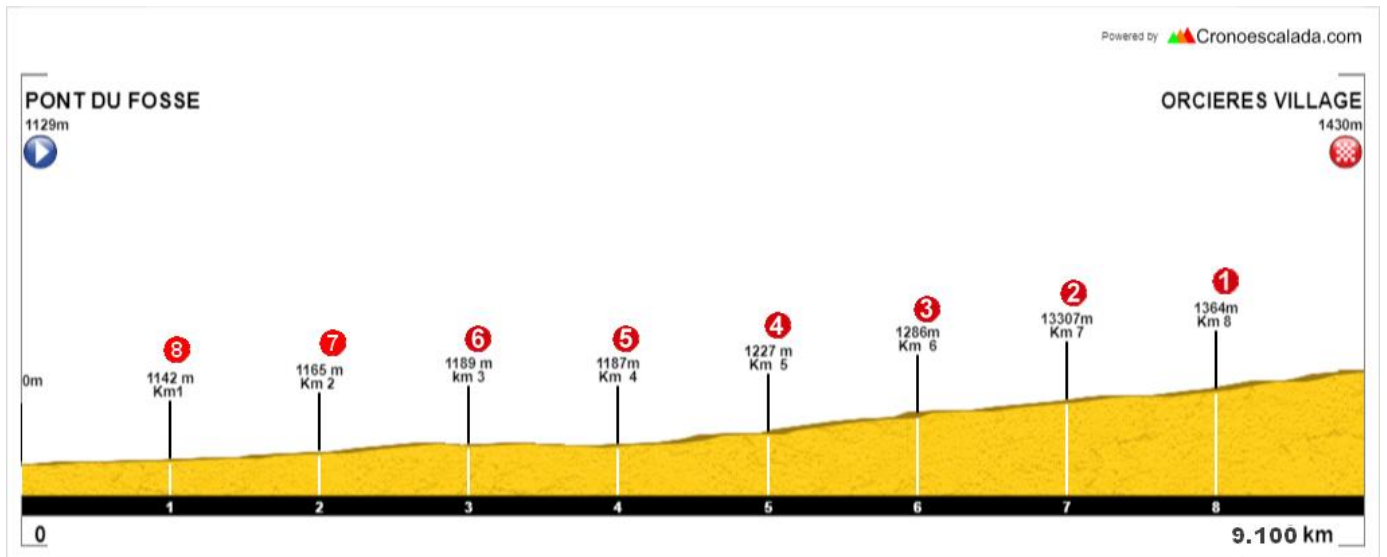 Powered by Cronoescalada.com
PONT DU FOSSE
1129m
ORCIERES VILLAGE
1430m
8
1142 m
Km1
7
1165 m
Km 2
6
1189 m
km 3
5
1187m
Km 4
4
1227 m
Km 5
3
1286m
Km 6
2
13307m
Km 7
1
1364m
Km 8
0m
1 2 3 4 5 6 7 8
0
9.100 km